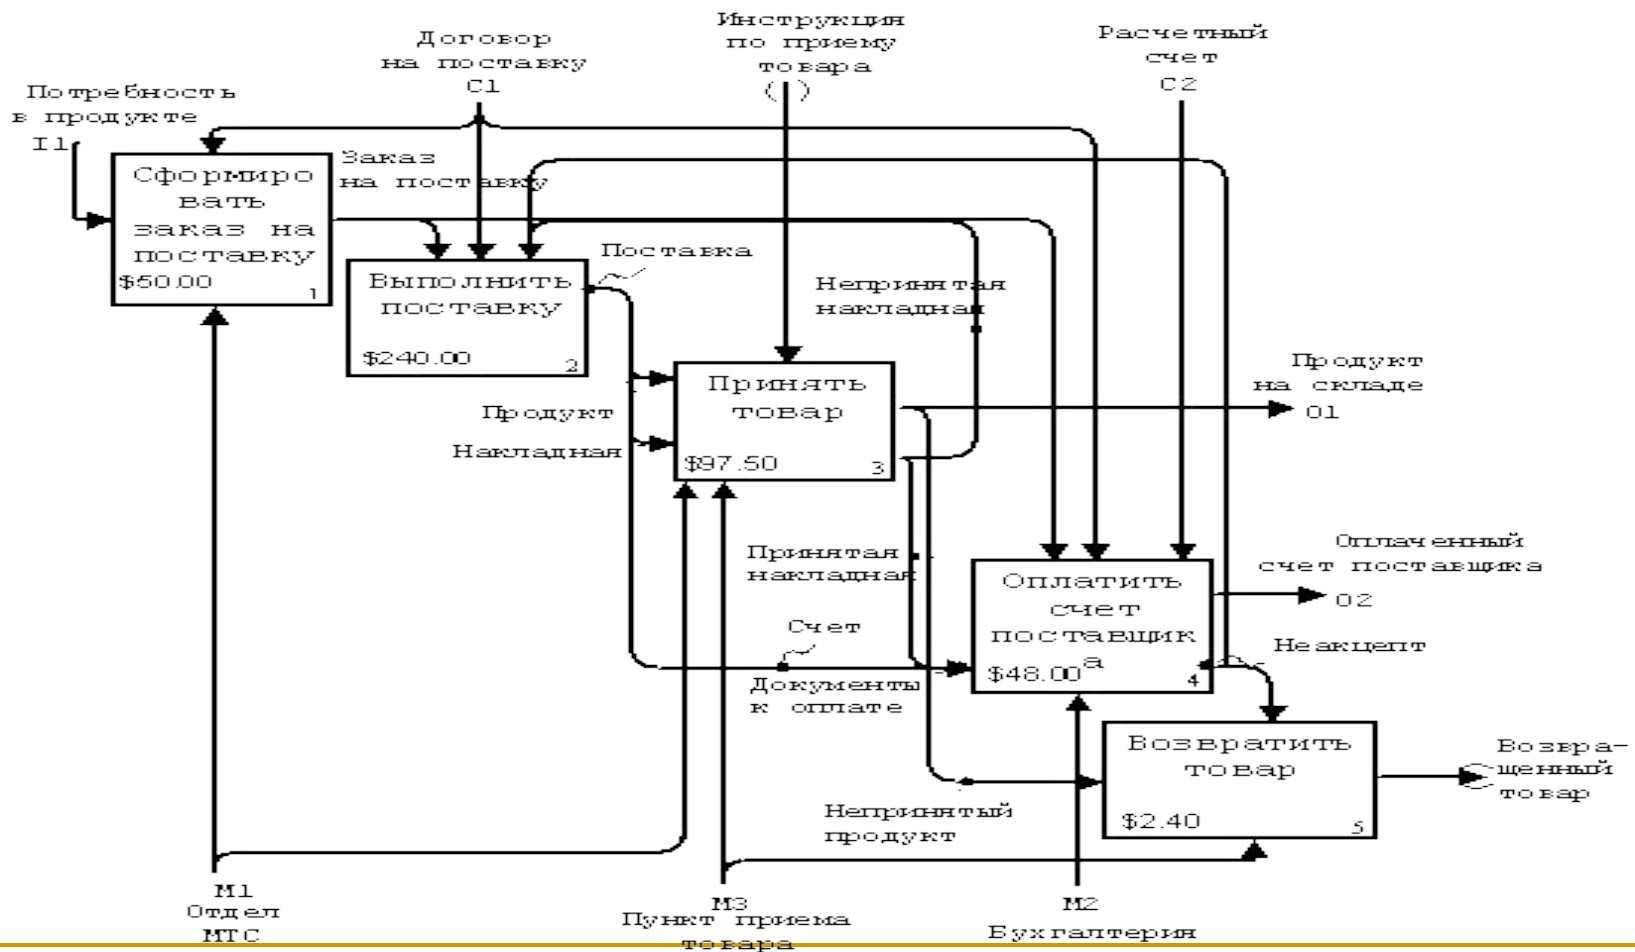 Потребность
в продукте
I1
Договор
на поставку
C1
Инструкция
по приему
товара
Расчетный
счет
C2
Сформиро
вать
заказ на
поставку
$50.00
1
Заказ
на поставку
Выполнить
поставку
$240.00
2
Поставка
Непринятая
накладная
Принять
товар
$97.50
3
Продукт
Накладная
Продукт
на складе
O1
Принятая
накладная
Счет
Документы
к оплате
Оплатить
счет
поставщик
а
$48.00
4
Оплаченный
счет поставщика
O2
Неакцепт
Возвратить
товар
$2.40
5
Непринятый
продукт
Возвра-
щенный
товар
M1
Отдел
МТС
M3
Пункт приема
товара
M2
Бухгалтерия